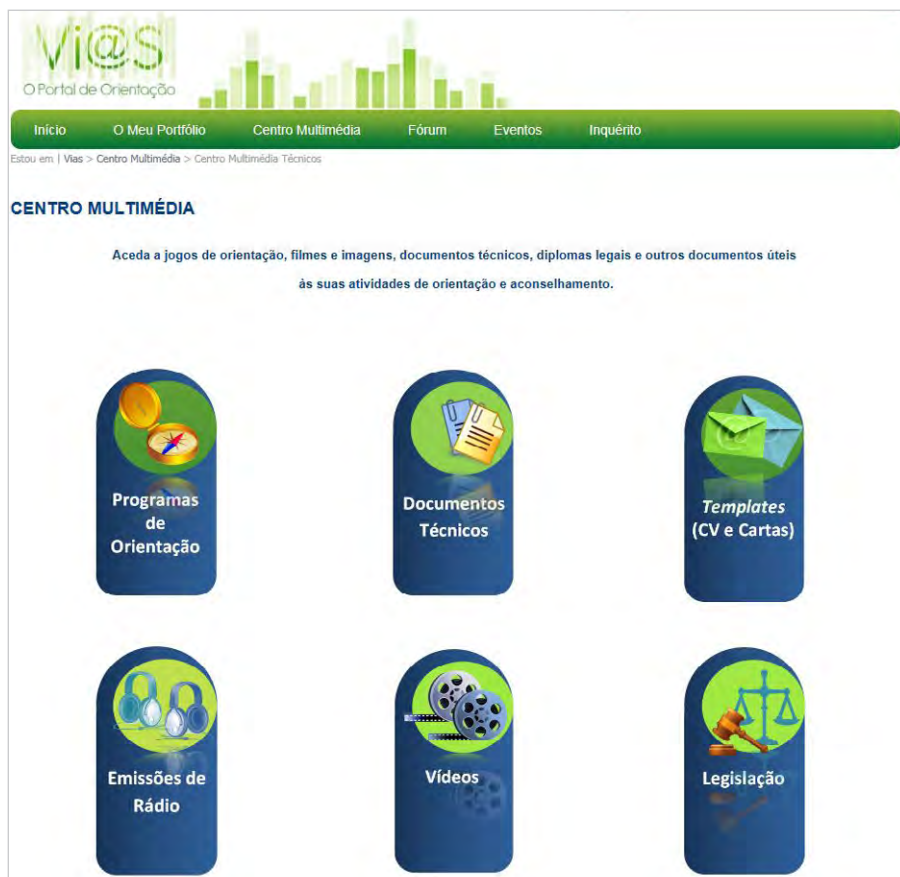 Vi@S
O Portal de Orientação
Início O Meu Portfólio Centro Multimédia Fórum Eventos Inquérito
Estou em | Vias > Centro Multimédia > Centro Multimédia Técnicos
CENTRO MULTIMÉDIA
Aceda a jogos de orientação, filmes e imagens, documentos técnicos, diplomas legais e outros documentos úteis
às suas atividades de orientação e aconselhamento.
Programas
de
Orientação
Documentos
Técnicos
Templates
(CV e Cartas)
Emissões de
Rádio
Vídeos
Legislação